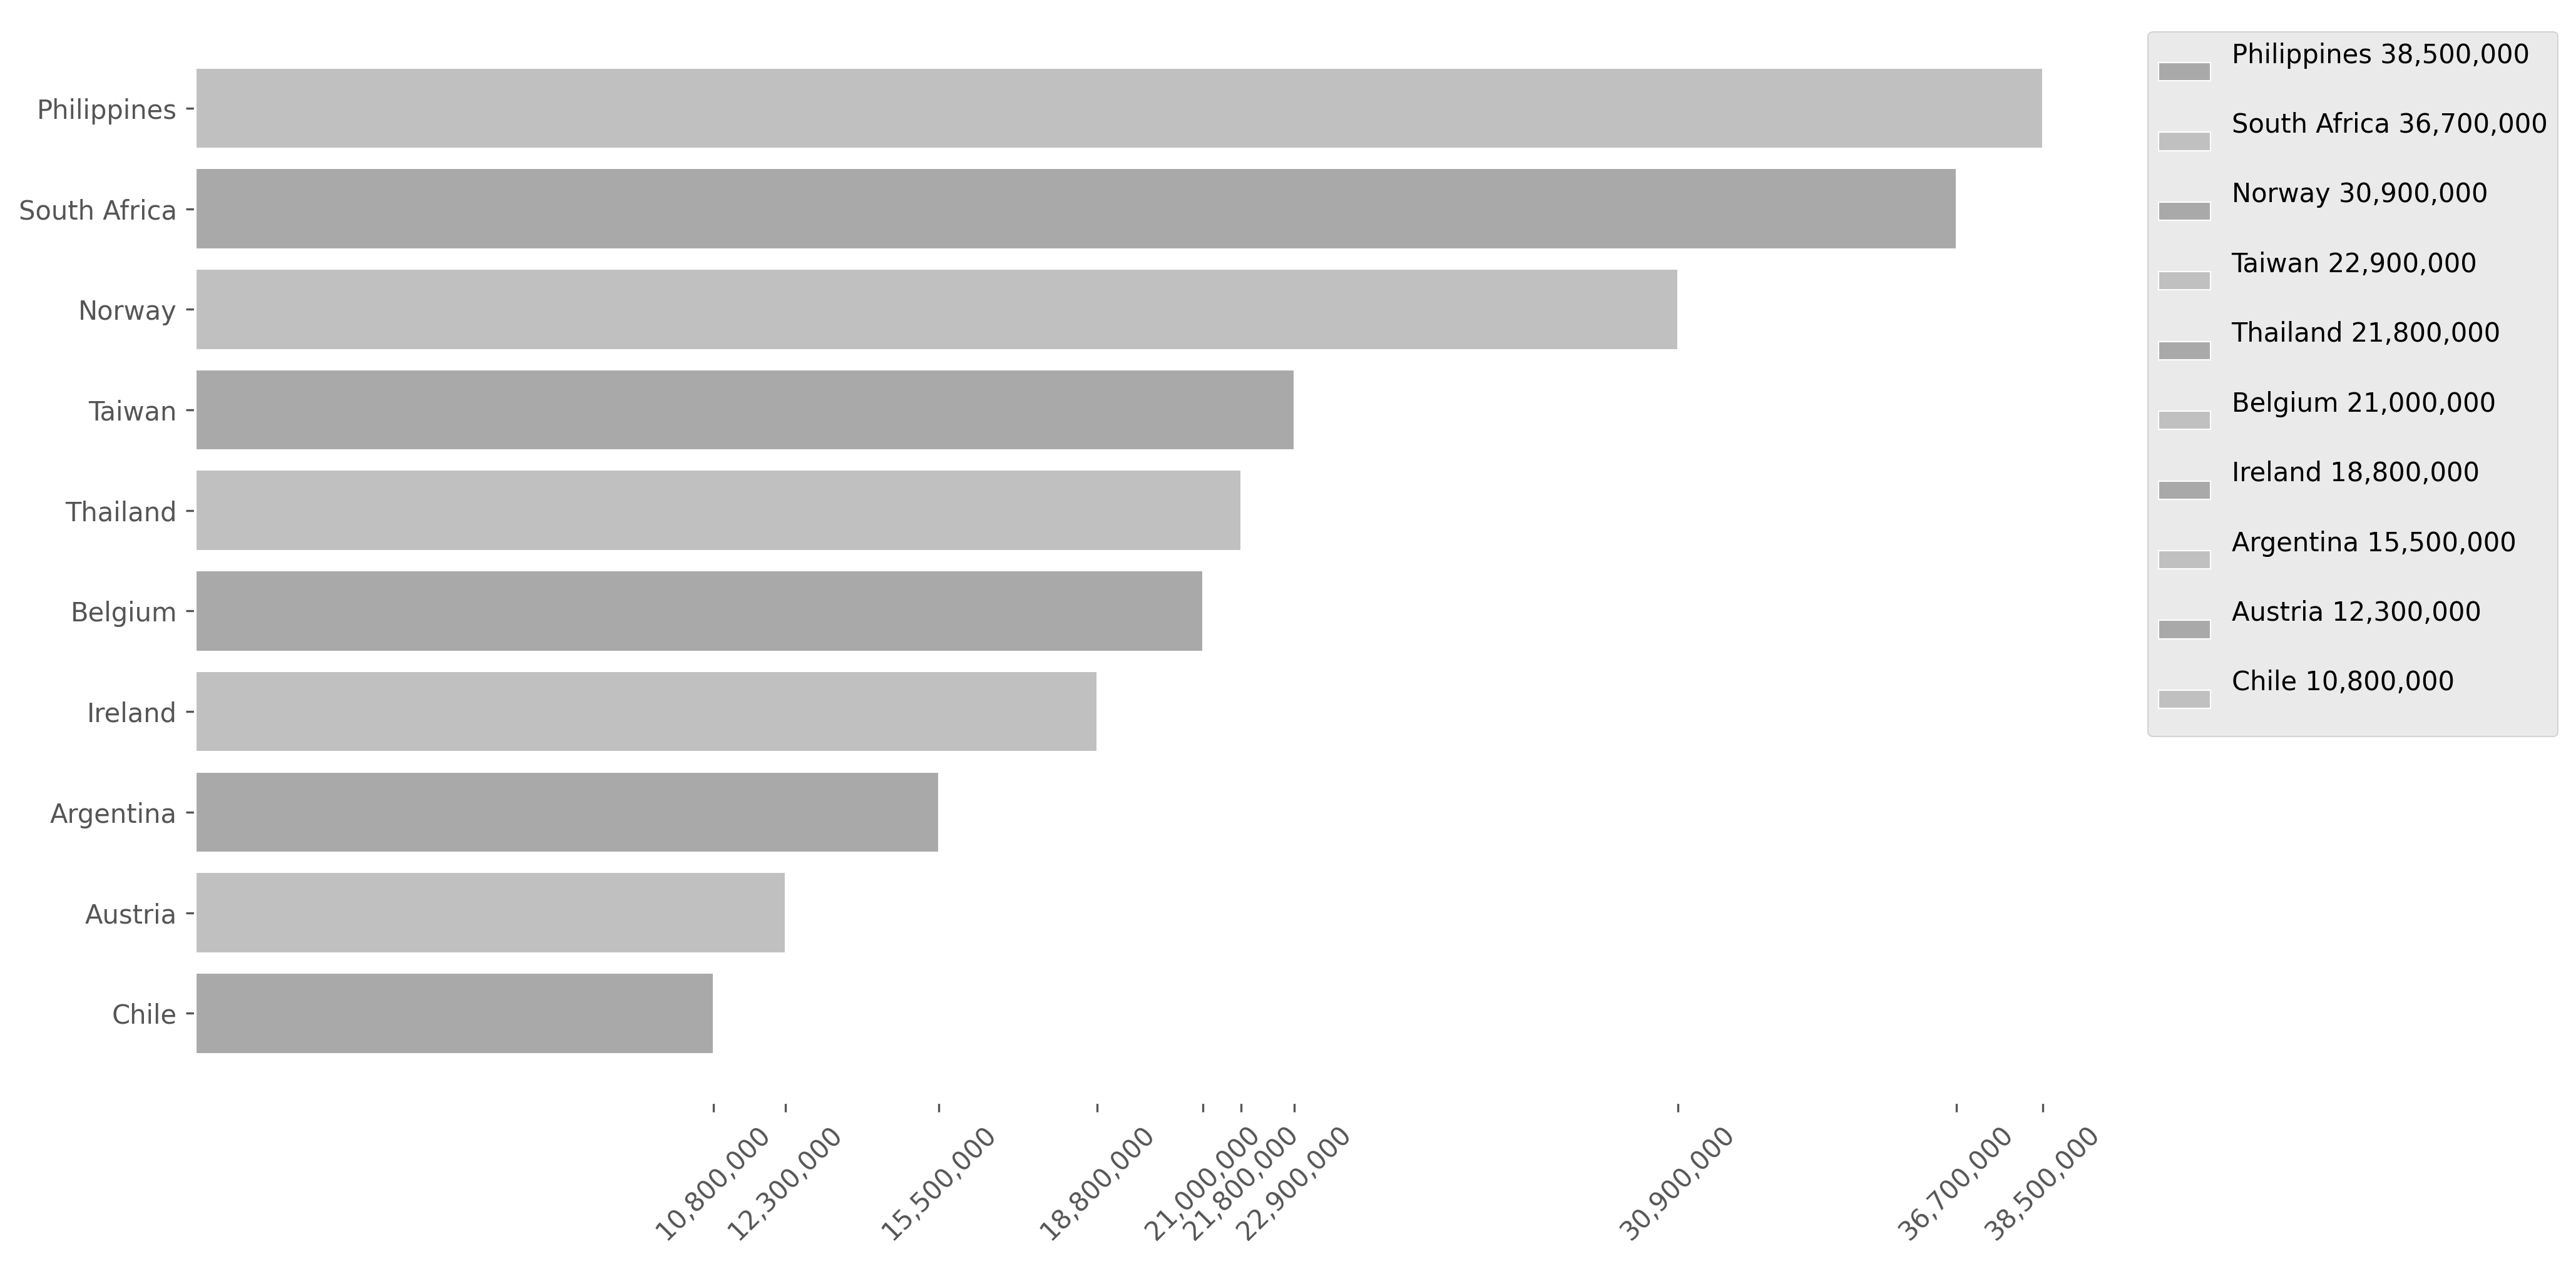 Philippines
South Africa
Norway
Taiwan
Thailand
Belgium
Ireland
Argentina
Austria
Chile
10,800,000
12,300,000
15,500,000
18,800,000
21,000,000
21,800,000
22,900,000
30,900,000
36,700,000
38,500,000
Philippines 38,500,000
South Africa 36,700,000
Norway 30,900,000
Taiwan 22,900,000
Thailand 21,800,000
Belgium 21,000,000
Ireland 18,800,000
Argentina 15,500,000
Austria 12,300,000
Chile 10,800,000